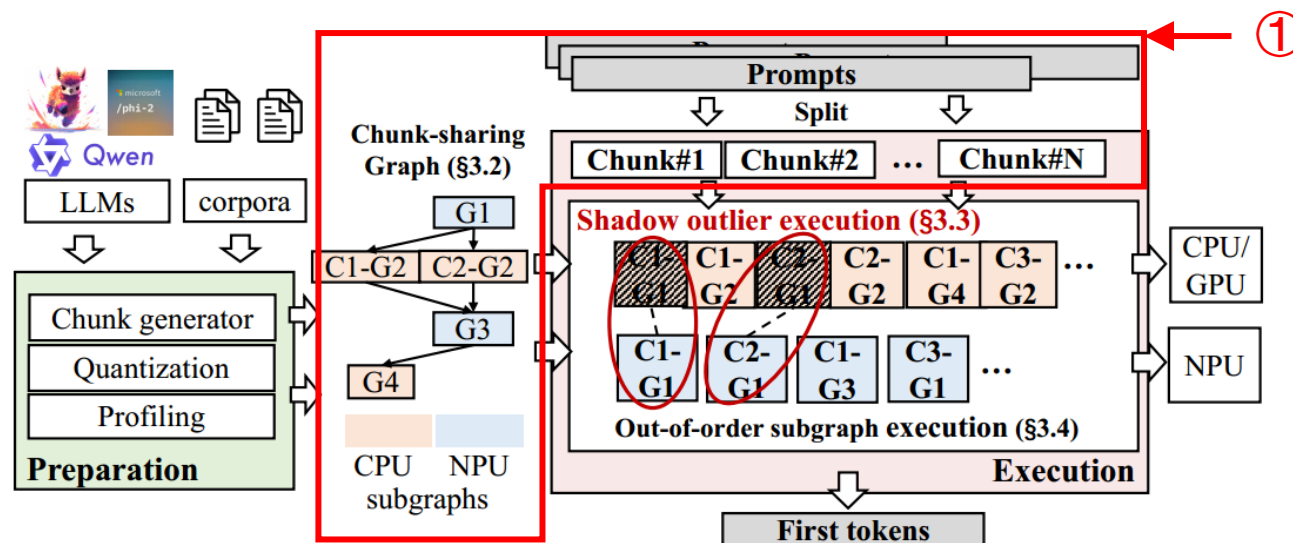 ①
Prompts
Split
microsoft
/phi-2
Qwen
LLMs
corpora
Chunk generator
Quantization
Profiling
Preparation
Chunk-sharing
Graph (§3.2)
G1
C1-G2
C2-G2
G3
G4
CPU
NPU
subgraphs
Chunk#1
Chunk#2
...
Chunk#N
Shadow outlier execution (§3.3)
C1-
G1
C1-
G2
C2-
G1
C2-
G2
C1-
G4
C3-
G2
...
C1-
G1
C2-
G1
C1-
G3
C3-
G1
...
Out-of-order subgraph execution (§3.4)
Execution
CPU/
GPU
NPU
First tokens